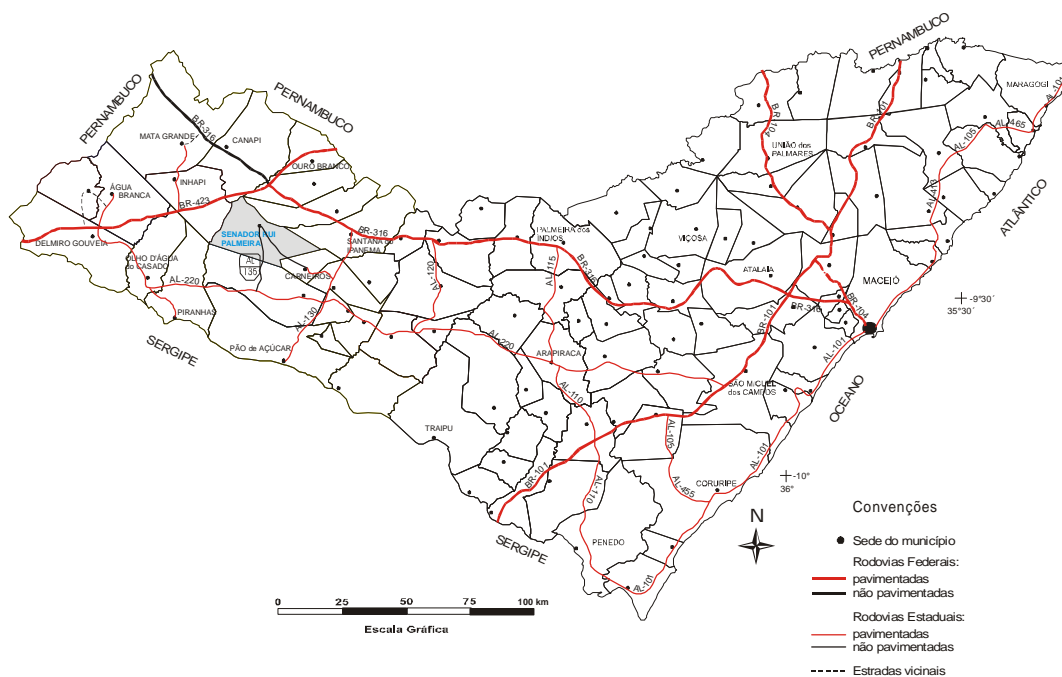 PERNAMBUCO
PERNAMBUCO
PERNAMBUCO
MARAGOGI
AL-101
AL-465
AL-105
AL-413
BR-101
BR-104
UNIÃO dos
PALMARES
BR-316
MATA GRANDE
CANAPI
OURO BRANCO
INHAPI
ÁGUA
BRANCA
BR-423
DELMIRO GOUVEIA
SENADOR RUI
PALMEIRA
AL
135
SANTANA do
IPANEMA
BR-316
PALMEIRA dos
ÍNDIOS
VIÇOSA
ATLÂNTICO
OLHO D'ÁGUA
do CASADO
CARNEIROS
AL-220
AL-120
AL-115
BR-316
ATALAIA
MACEIÓ
BR-316
BR-104
-9°30´
35°30´
PIRANHAS
AL-130
SERGIPE
PÃO de AÇÚCAR
AL-220
ARAPIRACA
BR-101
AL-101
OCEANO
SÃO MIGUEL
dos CAMPOS
AL-110
TRAIPU
AL-105
AL-101
BR-101
AL-110
AL-455
CORURIPE
-10°
36°
SERGIPE
PENEDO
AL-101
N
0 25 50 75 100 km
Escala Gráfica
Convenções
Sede do município
Rodovias Federais:
pavimentadas
não pavimentadas
Rodovias Estaduais:
pavimentadas
não pavimentadas
Estradas vicinais